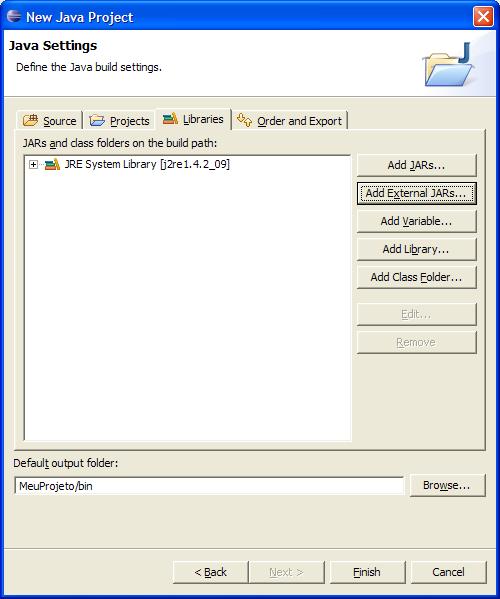 New Java Project
Java Settings
Define the Java build settings.
Source
Projects
Libraries
Order and Export
JARs and class folders on the build path:
JRE System Library [j2re1.4.2_09]
Add JARs...
Add External JARs...
Add Variable...
Add Library...
Add Class Folder...
Edit...
Remove
Default output folder:
MeuProjeto/bin
Browse...
< Back
Next >
Finish
Cancel